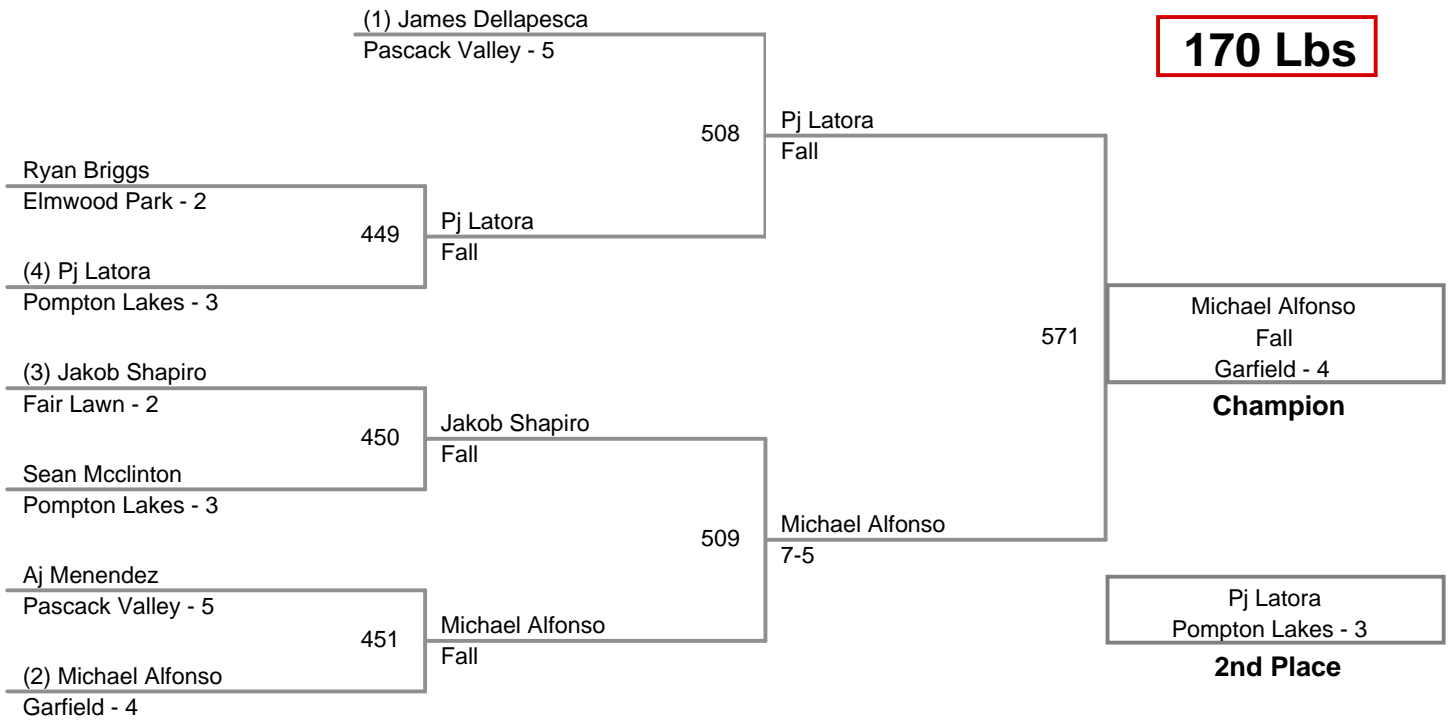 (1) James Dellapesca
Pascack Valley - 5
170 Lbs
508
Pj Latora
Fall
Ryan Briggs
Elmwood Park - 2
449
Pj Latora
Fall
(4) Pj Latora
Pompton Lakes - 3
571
Michael Alfonso
Fall
Garfield - 4
Champion
(3) Jakob Shapiro
Fair Lawn - 2
450
Jakob Shapiro
Fall
Sean Mcclinton
Pompton Lakes - 3
509
Michael Alfonso
7-5
Aj Menendez
Pascack Valley - 5
451
Michael Alfonso
Fall
(2) Michael Alfonso
Garfield - 4
Pj Latora
Pompton Lakes - 3
2nd Place